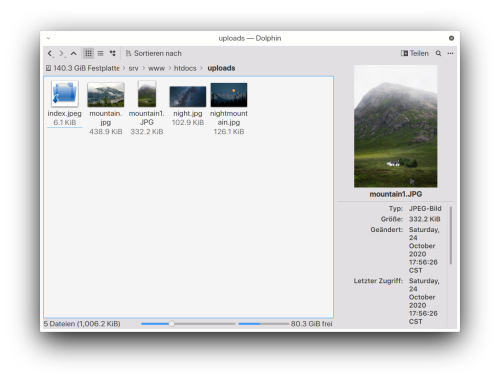 uploads — Dolphin
Sortieren nach
Teilen
140.3 GiB Festplatte > srv > www > htdocs > uploads
index.jpeg
6.1 KiB
mountain.
jpg
438.9 KiB
mountain1.
JPG
332.2 KiB
night.jpg
102.9 KiB
nightmount
ain.jpg
126.1 KiB
mountain1.JPG
Typ: JPEG-Bild
Größe: 332.2 KiB
Geändert: Saturday,
24
October
2020
17:56:26
CST
Letzter Zugriff: Saturday,
24
October
2020
17:56:26
CST
5 Dateien (1,006.2 KiB)
80.3 GiB frei